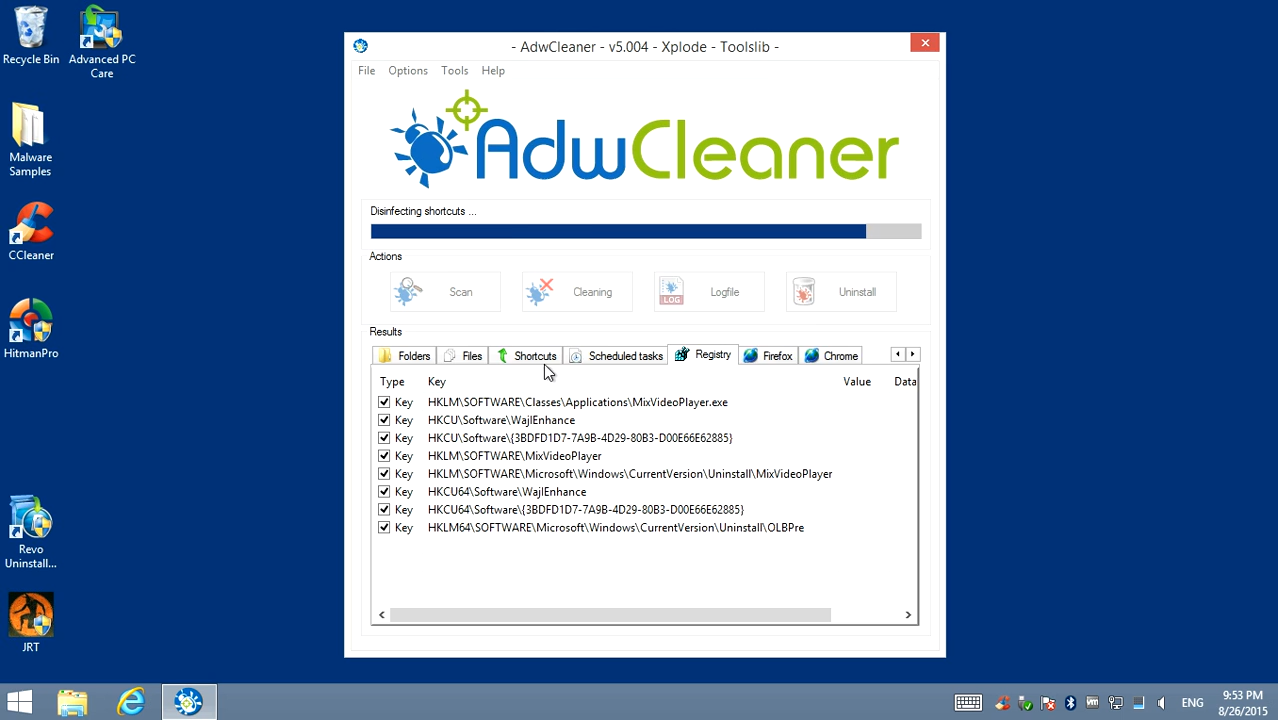 Recycle Bin
Advanced PC
Care
Malware
Samples
CCleaner
HitmanPro
Revo
Uninstall...
JRT
- AdwCleaner - v5.004 - Xplode - Toolslib -
File Options Tools Help
AdwCleaner
Disinfecting shortcuts ...
Actions
Scan Cleaning LOG Logfile Uninstall
Results
Folders Files Shortcuts Scheduled tasks Registry Firefox Chrome
Type Key Value Data
Key HKLM\SOFTWARE\Classes\Applications\MixVideoPlayer.exe
Key HKCU\Software\WajIEnhance
Key HKCU\Software\{3BDFD1D7-7A9B-4D29-80B3-D00E66E62885}
Key HKLM\SOFTWARE\MixVideoPlayer
Key HKLM\SOFTWARE\Microsoft\Windows\CurrentVersion\Uninstall\MixVideoPlayer
Key HKCU64\Software\WajIEnhance
Key HKCU64\Software\{3BDFD1D7-7A9B-4D29-80B3-D00E66E62885}
Key HKLM64\SOFTWARE\Microsoft\Windows\CurrentVersion\Uninstall\OLBPre
ENG
9:53 PM
8/26/2015